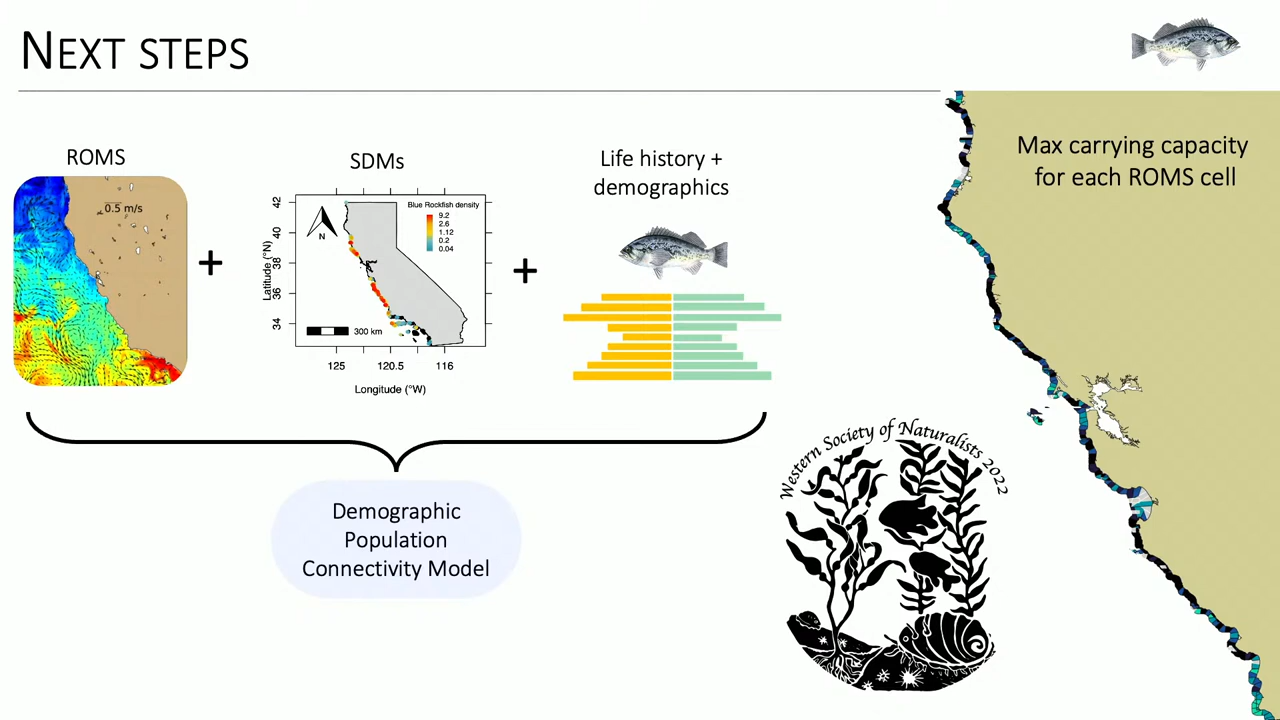 NEXT STEPS
ROMS
0.5 m/s
SDMs
Blue Rockfish density
9.2
2.6
1.12
0.2
0.04
N
42
40
38
36
34
Latitude (°N)
300 km
125 120.5 116
Longitude (°W)
Life history +
demographics
Max carrying capacity
for each ROMS cell
Demographic
Population
Connectivity Model
Western Society of Naturalists 2022